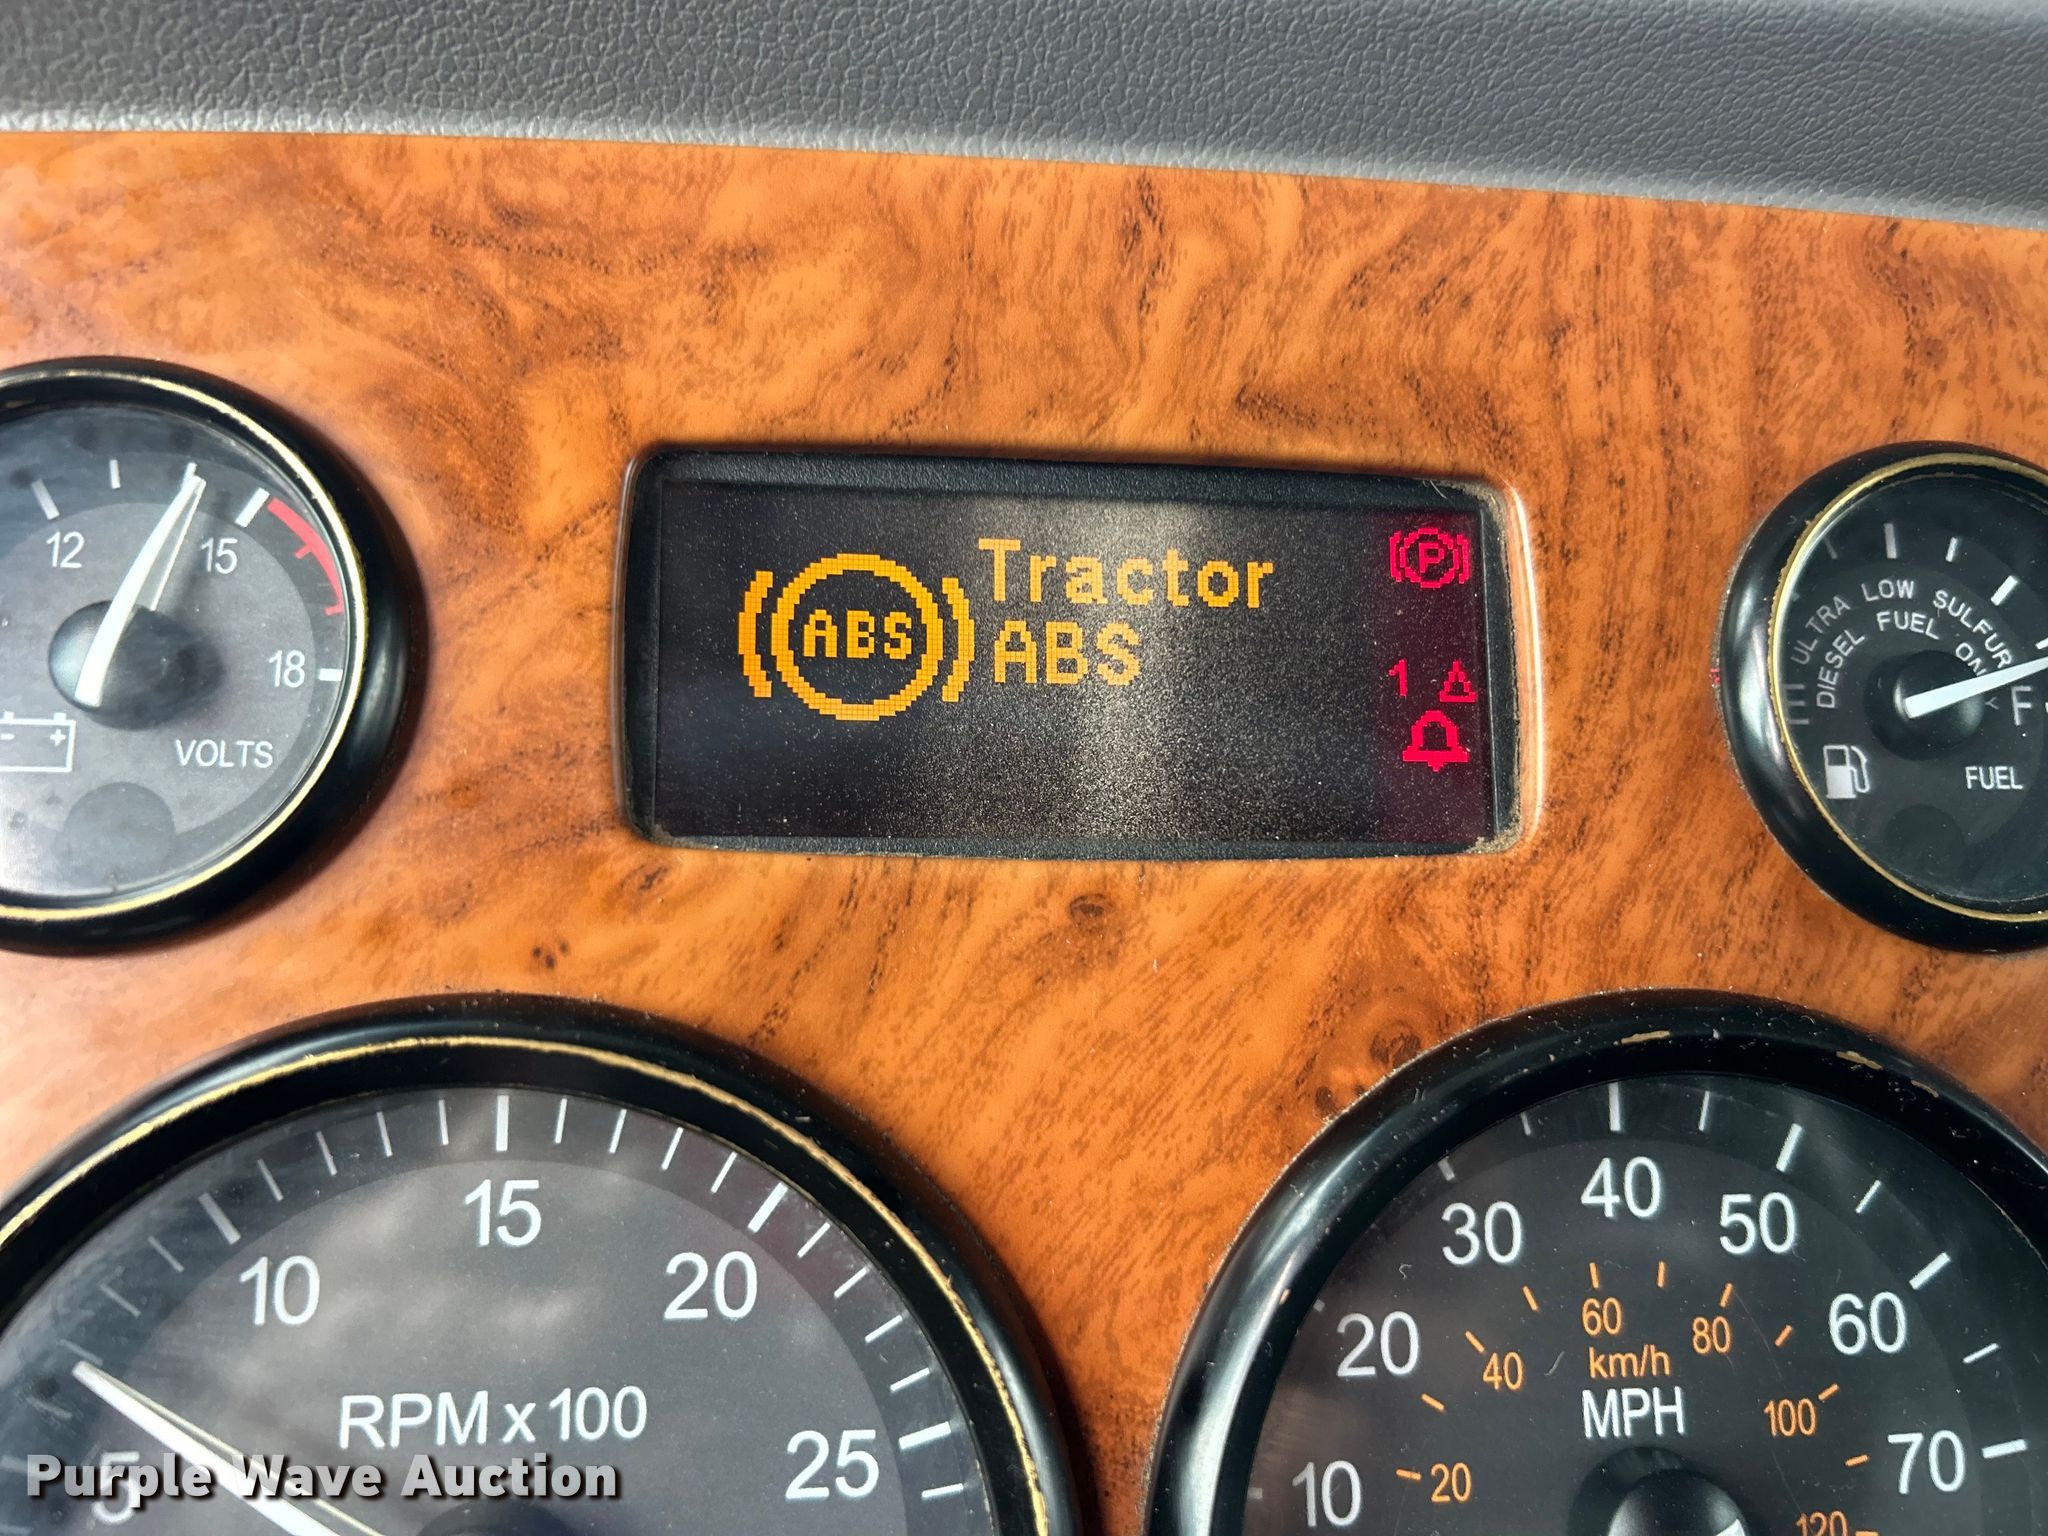 Tractor
ABS
ABS
P
1
12
15
18
VOLTS
- +
ULTRA LOW SULFUR
DIESEL FUEL ONLY
E
F
FUEL
5
10
15
20
25
RPM x 100
10
20
30
40
50
60
70
20
40
60
80
100
120
km/h
MPH
Purple Wave Auction